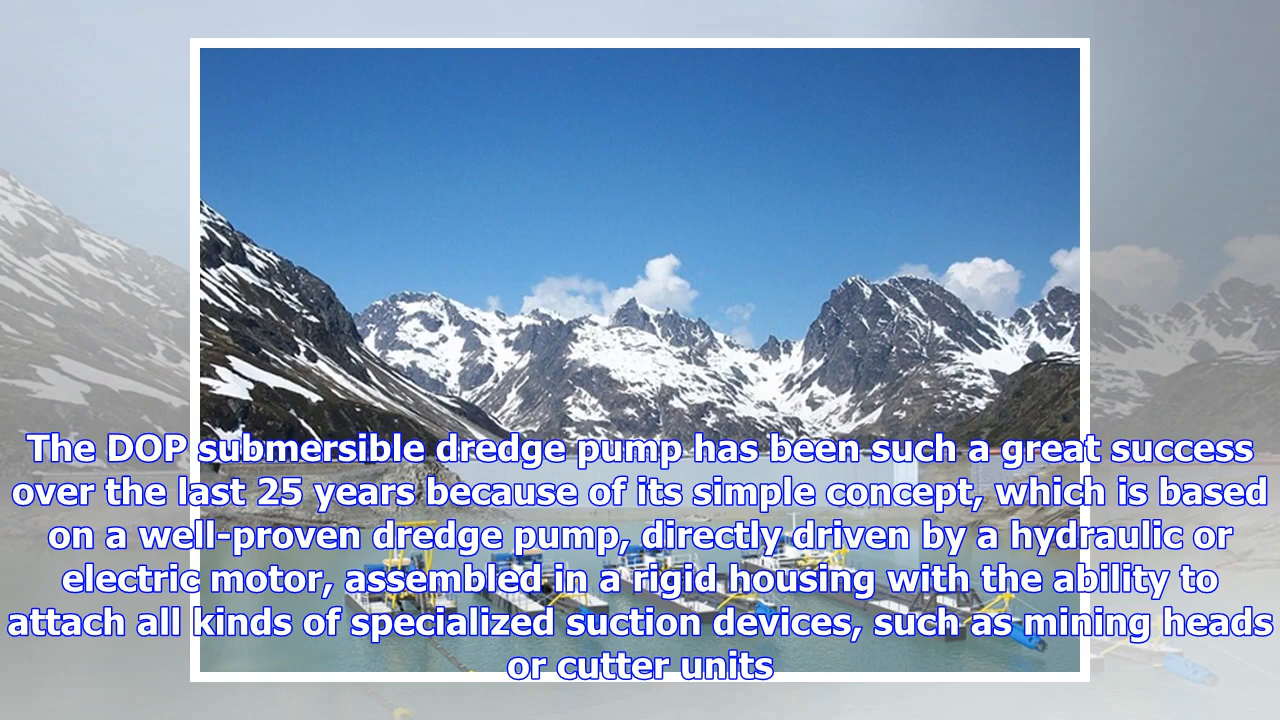 The DOP submersible dredge pump has been such a great success
over the last 25 years because of its simple concept, which is based
on a well-proven dredge pump, directly driven by a hydraulic or
electric motor, assembled in a rigid housing with the ability to
attach all kinds of specialized suction devices, such as mining heads
or cutter units